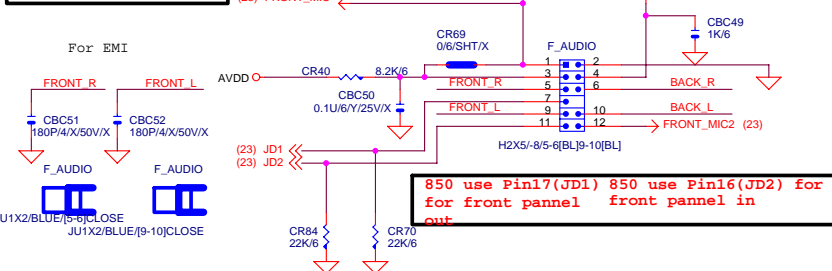 (23) FRONT_MIC
For EMI
FRONT_R
FRONT_L
CBC51
180P/4/X/50V/X
CBC52
180P/4/X/50V/X
F_AUDIO
F_AUDIO
JU1X2/BLUE/[5-6]CLOSE
JU1X2/BLUE/[9-10]CLOSE
CR69
0/6/SHT/X
AVDD
CR40
8.2K/6
CBC50
0.1U/6/Y/25V/X
CBC49
1K/6
F_AUDIO
1 2
3 4
5 6
7
9 10
11 12
FRONT_R
BACK_R
FRONT_L
BACK_L
FRONT_MIC2 (23)
H2X5/-8/5-6[BL]9-10[BL]
(23) JD1
(23) JD2
CR84
22K/6
CR70
22K/6
850 use Pin17(JD1)
for front pannel
out
850 use Pin16(JD2) for
front pannel in